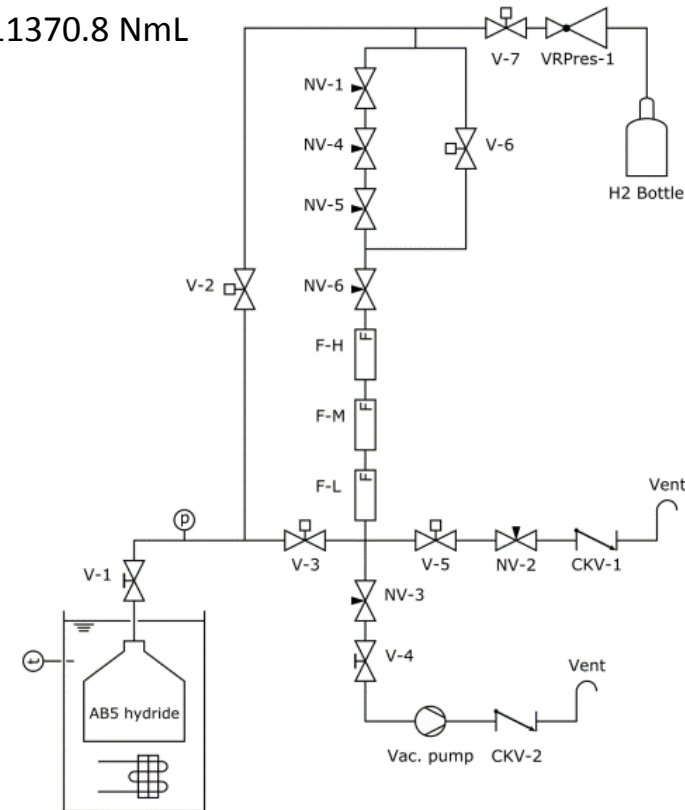 11370.8 NmL
V-7 VRPres-1
NV-1
NV-4 V-6
NV-5
H2 Bottle
V-2 NV-6
F-H F
F-M F
F-L F
Vent
p
V-3 V-5 NV-2 CKV-1
V-1
NV-3
V-4
t
Vent
AB5 hydride
Vac. pump CKV-2